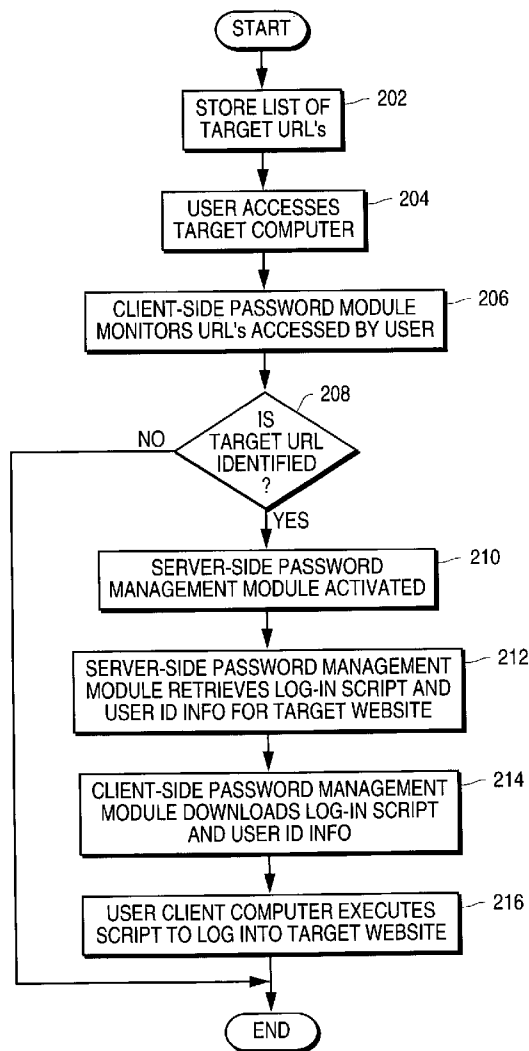 START
STORE LIST OF
TARGET URL's
202
USER ACCESSES
TARGET COMPUTER
204
CLIENT-SIDE PASSWORD MODULE
MONITORS URL's ACCESSED BY USER
206
208
IS
TARGET URL
IDENTIFIED
?
NO
YES
SERVER-SIDE PASSWORD
MANAGEMENT MODULE ACTIVATED
210
SERVER-SIDE PASSWORD MANAGEMENT
MODULE RETRIEVES LOG-IN SCRIPT AND
USER ID INFO FOR TARGET WEBSITE
212
CLIENT-SIDE PASSWORD MANAGEMENT
MODULE DOWNLOADS LOG-IN SCRIPT
AND USER ID INFO
214
USER CLIENT COMPUTER EXECUTES
SCRIPT TO LOG INTO TARGET WEBSITE
216
END